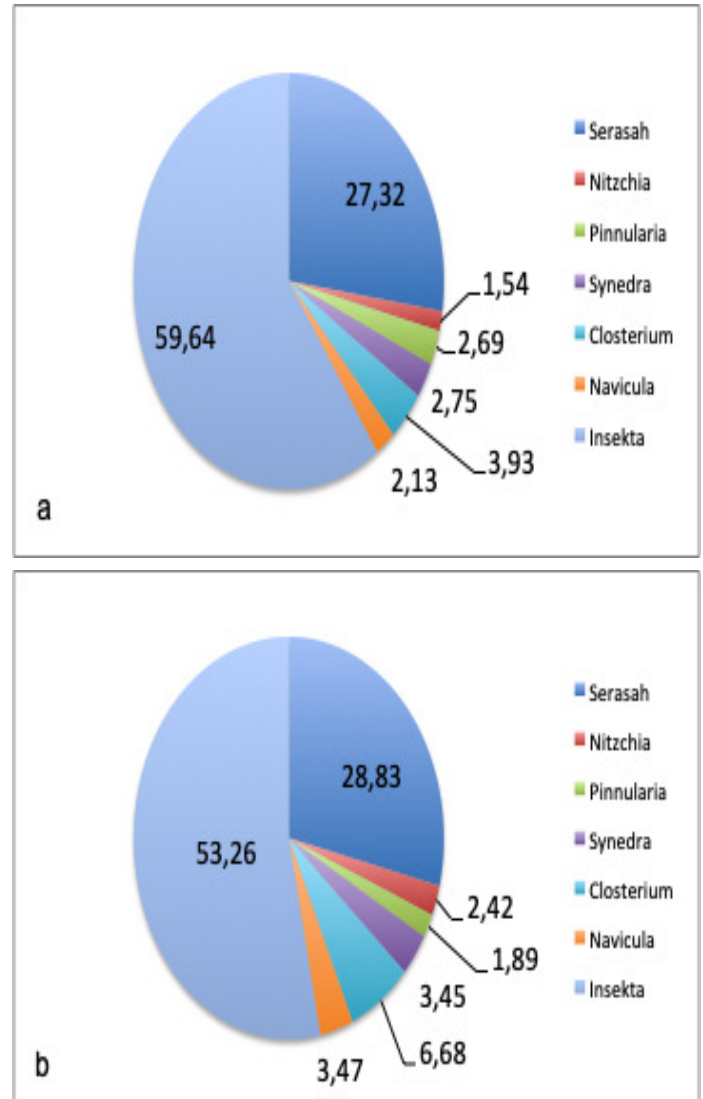 27,32
1,54
2,69
2,75
3,93
2,13
59,64
Serasah
Nitzchia
Pinnularia
Synedra
Closterium
Navicula
Insekta
a
28,83
2,42
1,89
3,45
6,68
3,47
53,26
Serasah
Nitzchia
Pinnularia
Synedra
Closterium
Navicula
Insekta
b